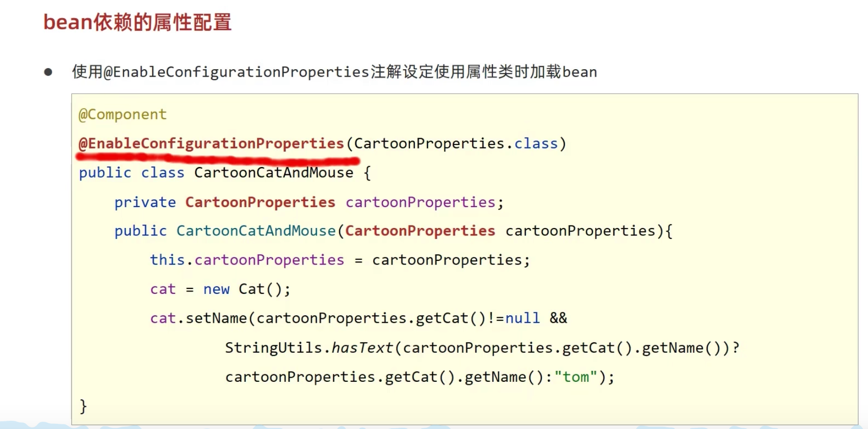 bean依赖的属性配置
● 使用@EnableConfigurationProperties注解设定使用属性类时加载bean
@Component
@EnableConfigurationProperties(CartoonProperties.class)
public class CartoonCatAndMouse {
private CartoonProperties cartoonProperties;
public CartoonCatAndMouse(CartoonProperties cartoonProperties){
this.cartoonProperties = cartoonProperties;
cat = new Cat();
cat.setName(cartoonProperties.getCat()!=null &&
StringUtils.hasText(cartoonProperties.getCat().getName())?
cartoonProperties.getCat().getName():"tom");
}